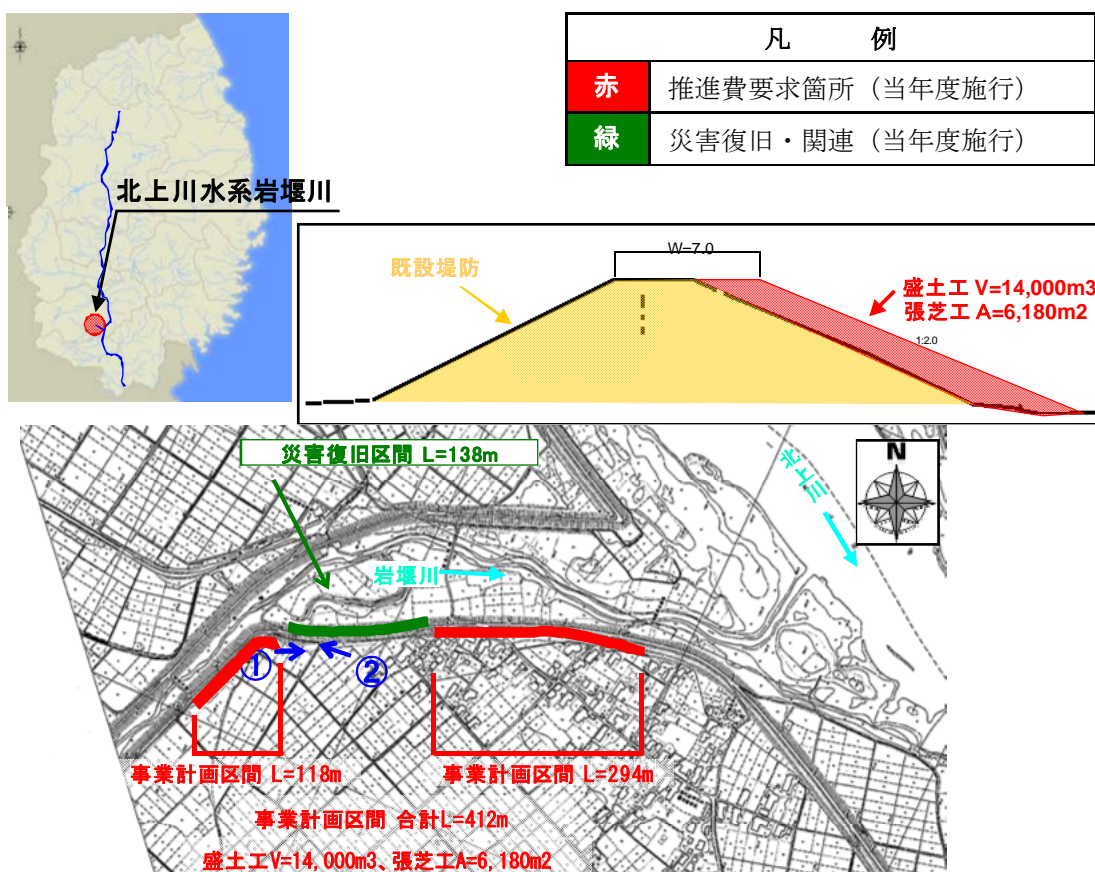 凡 例
赤 推進費要求箇所（当年度施行）
緑 災害復旧・関連（当年度施行）
北上川水系岩堰川
W=7.0
既設堤防
盛土工 V=14,000m3
張芝工 A=6,180m2
1:2.0
災害復旧区間 L=138m
N
北上川
岩堰川
① ②
事業計画区間 L=118m
事業計画区間 L=294m
事業計画区間 合計L=412m
盛土工V=14,000m3、張芝工A=6,180m2